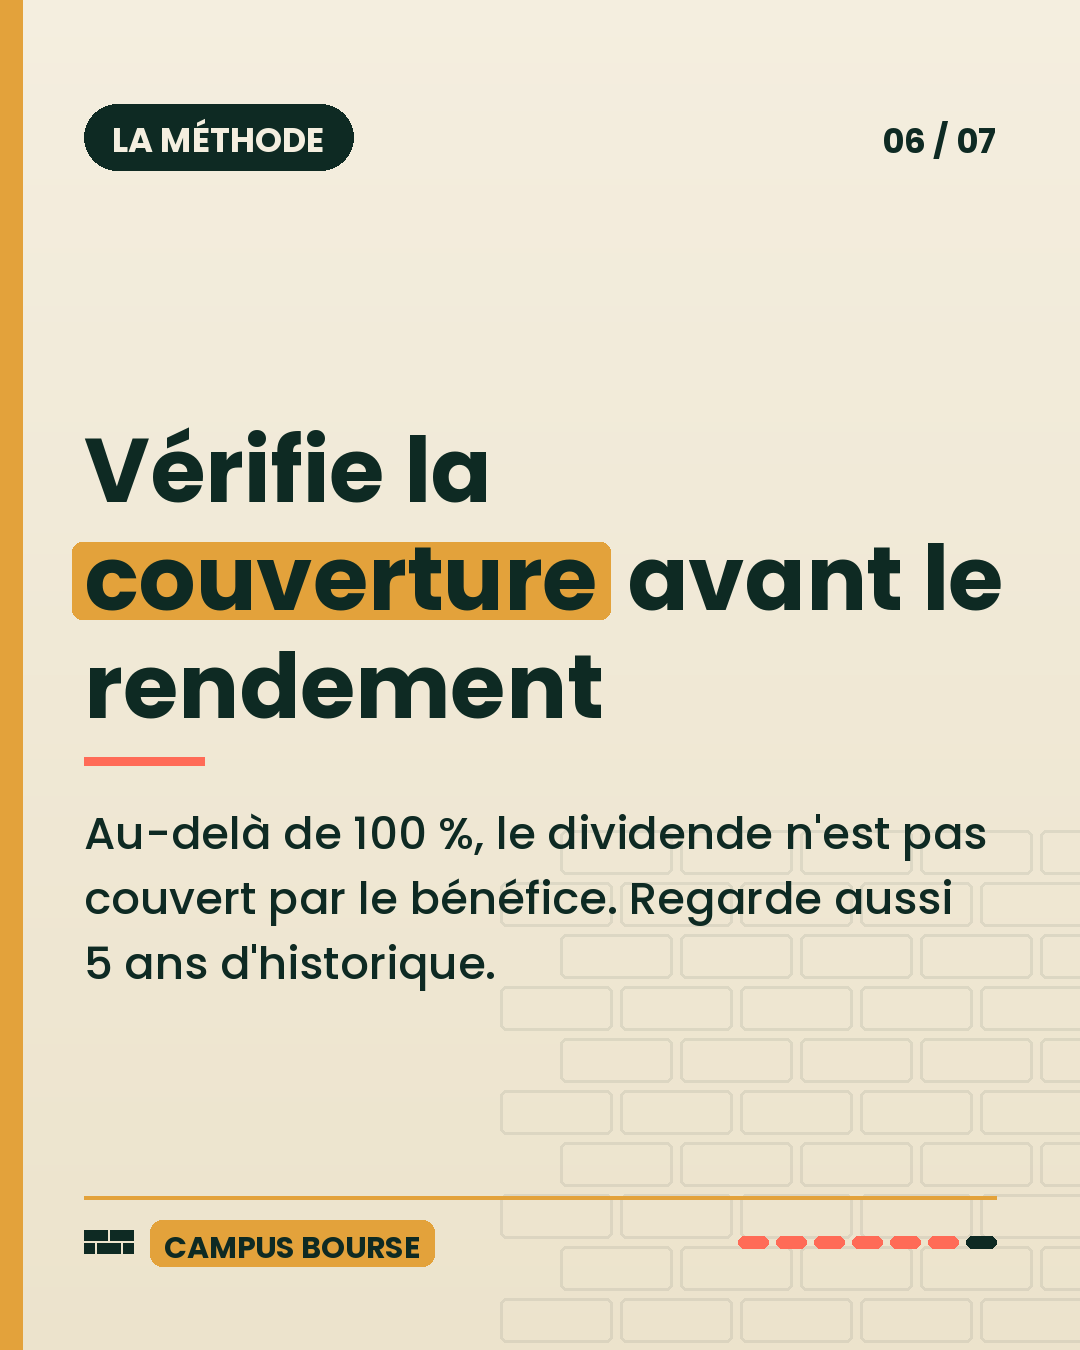 LA MÉTHODE
06 / 07
Vérifie la
couverture avant le
rendement
Au-delà de 100 %, le dividende n'est pas
couvert par le bénéfice. Regarde aussi
5 ans d'historique.
CAMPUS BOURSE